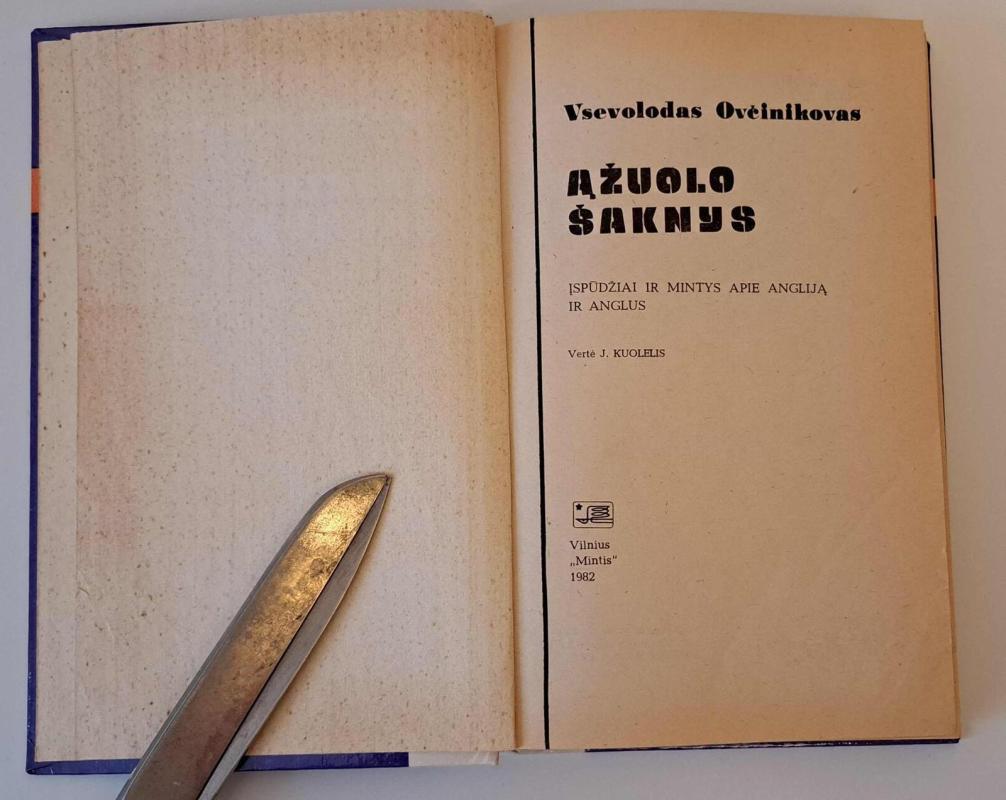 Vsevolodas Ovčinikovas
ĄŽUOLO
ŠAKNYS
ĮSPŪDŽIAI IR MINTYS APIE ANGLIJĄ
IR ANGLUS
Vertė J. KUOLELIS
Vilnius
„Mintis“
1982